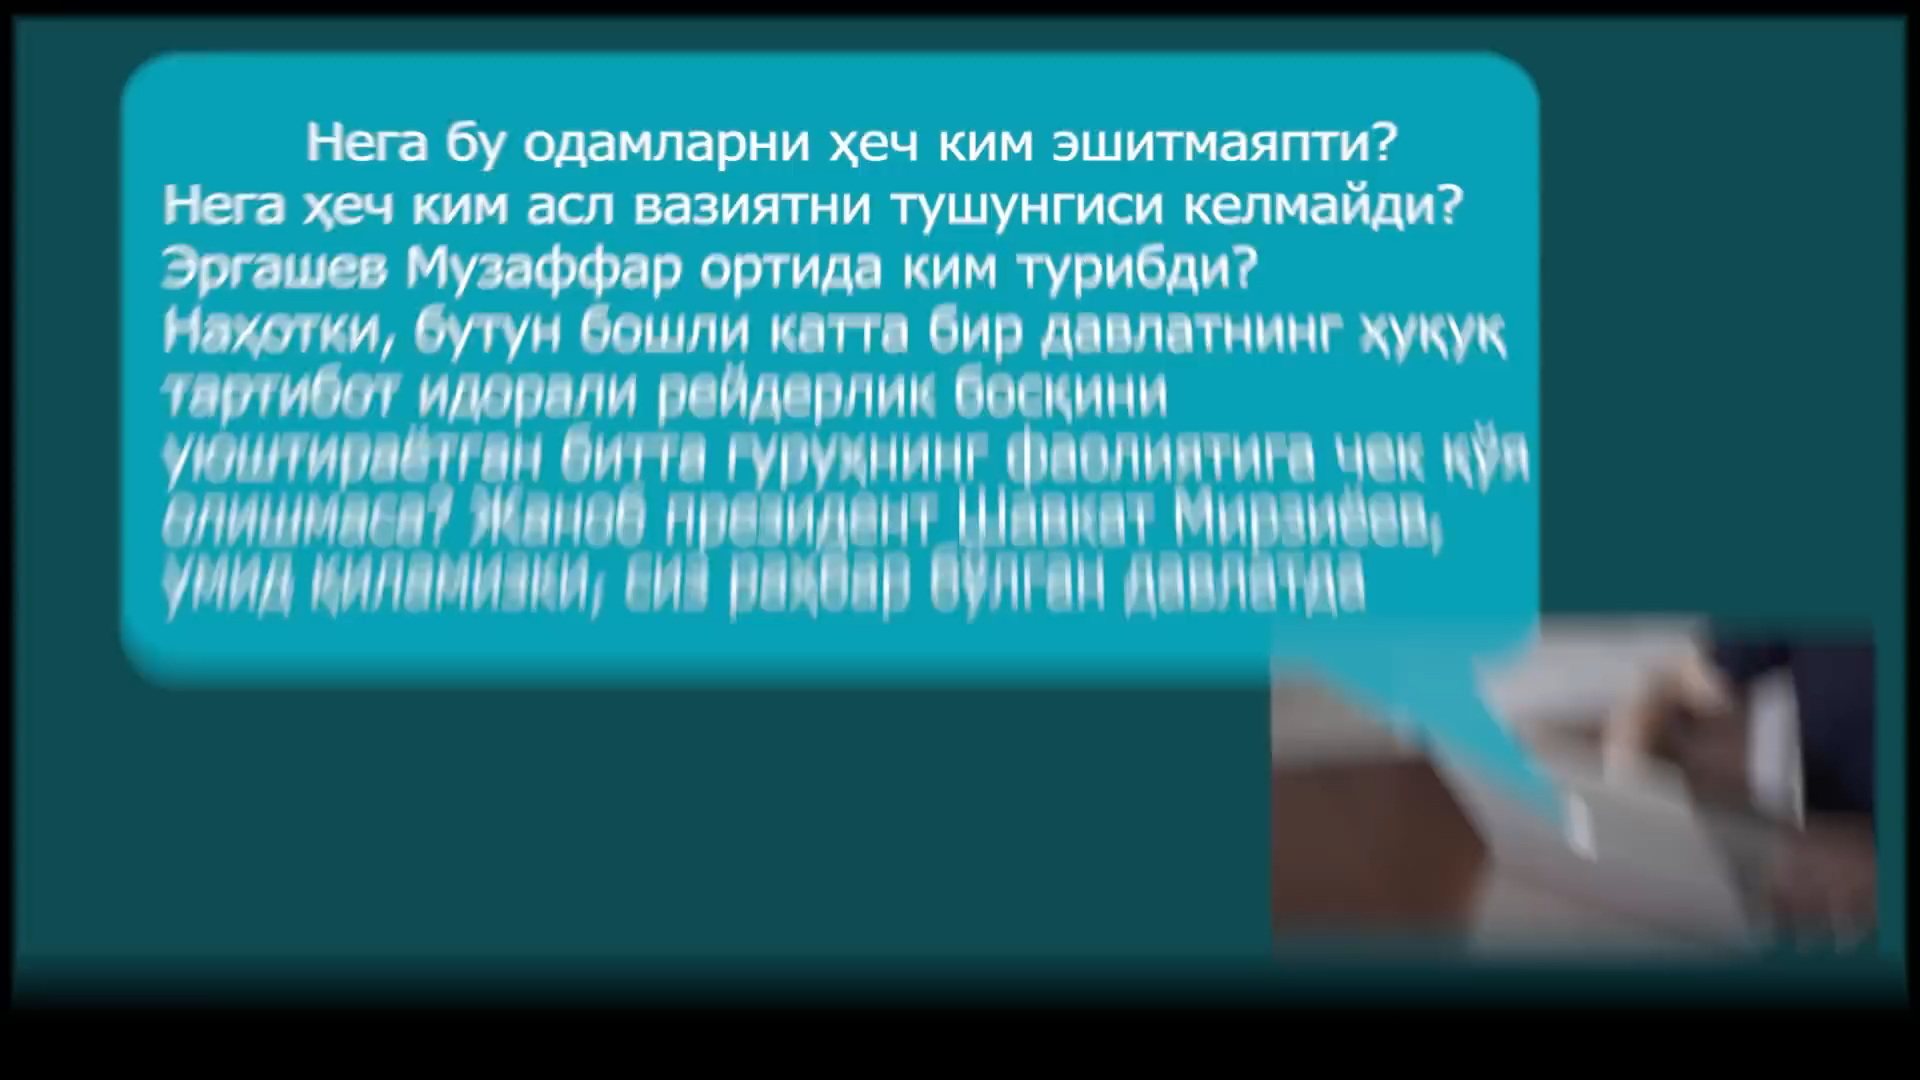 Нега бу одамларни ҳеч ким эшитмаяпти?
Нега ҳеч ким асл вазиятни тушунгиси келмайди?
Эргашев Музаффар ортида ким турибди?
Наҳотки, бутун бошли катта бир давлатнинг ҳуқуқ
тартибот идорали рейдерлик босқини
уюштираётган битта гуруҳнинг фаолиятига чек қўя
олишмаса? Жаноб президент Шавкат Мирзиёев,
умид қиламизки, сиз раҳбар бўлган давлатда